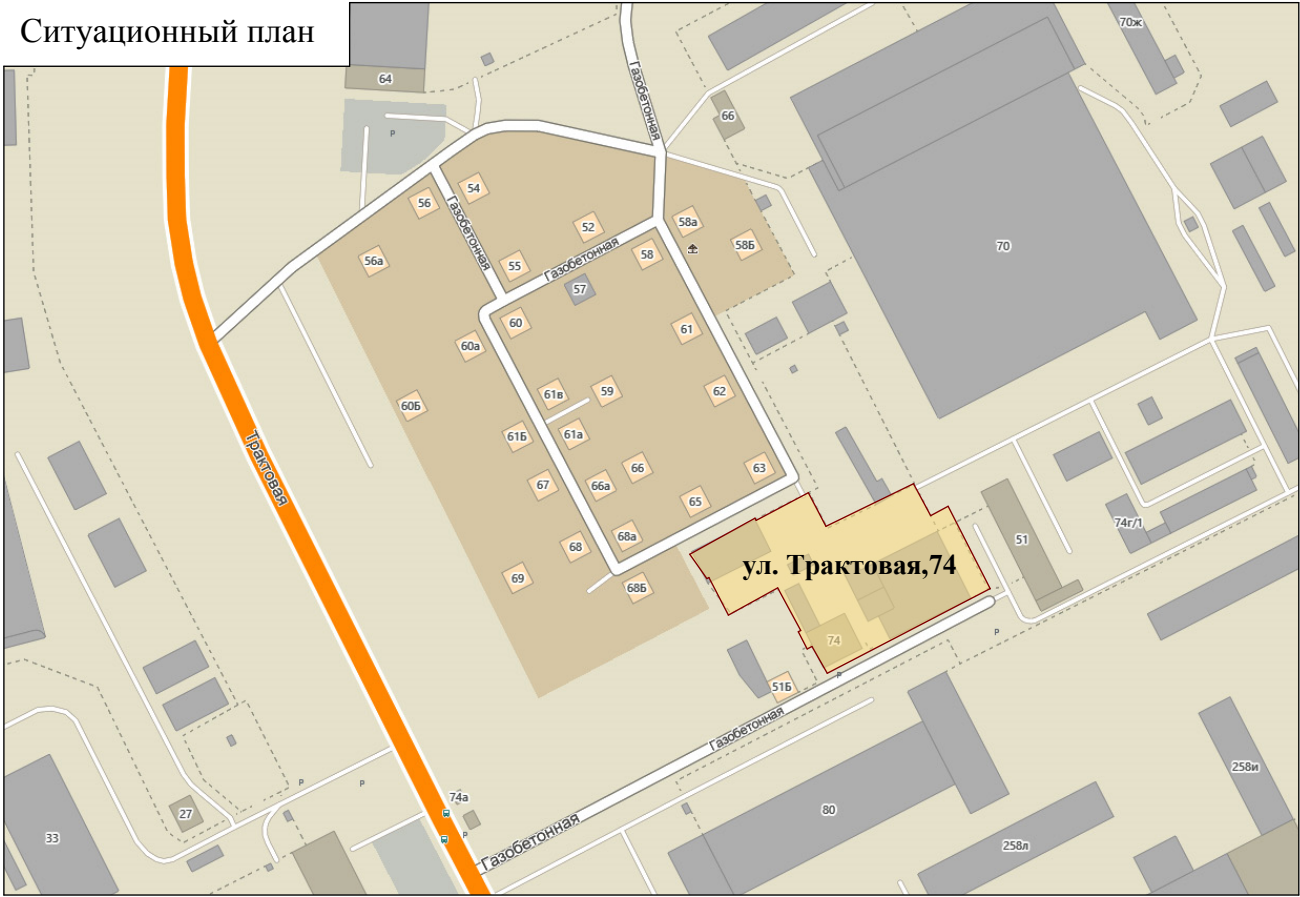 Ситуационный план
70ж
64
Р
66
Газобетонная
54
56
Газобетонная
52
58а
58Б
58
70
56а
55
Газобетонная
57
60
61
60а
61в
59
62
60Б
61Б
61а
Трактовая
66
63
67
66а
65
74г/1
68а
68
51
ул. Трактовая,74
69
68Б
Р
74
Р
51Б
Газобетонная
258и
Р
Р
74а
80
27
Р
33
Газобетонная
258л